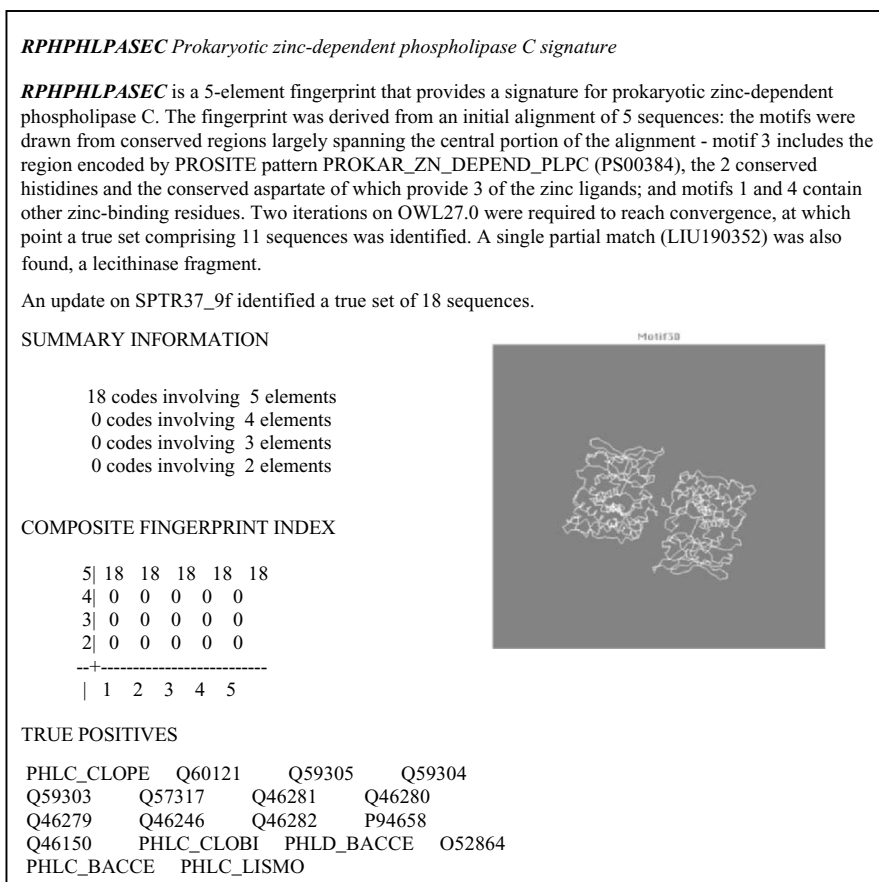 RPHPHLPASEC Prokaryotic zinc-dependent phospholipase C signature
RPHPHLPASEC is a 5-element fingerprint that provides a signature for prokaryotic zinc-dependent
phospholipase C. The fingerprint was derived from an initial alignment of 5 sequences: the motifs were
drawn from conserved regions largely spanning the central portion of the alignment - motif 3 includes the
region encoded by PROSITE pattern PROKAR_ZN_DEPEND_PLPC (PS00384), the 2 conserved
histidines and the conserved aspartate of which provide 3 of the zinc ligands; and motifs 1 and 4 contain
other zinc-binding residues. Two iterations on OWL27.0 were required to reach convergence, at which
point a true set comprising 11 sequences was identified. A single partial match (LIU190352) was also
found, a lecithinase fragment.
An update on SPTR37_9f identified a true set of 18 sequences.
SUMMARY INFORMATION
18 codes involving 5 elements
0 codes involving 4 elements
0 codes involving 3 elements
0 codes involving 2 elements
Motif3D
COMPOSITE FINGERPRINT INDEX
5| 18 18 18 18 18
4| 0 0 0 0 0
3| 0 0 0 0 0
2| 0 0 0 0 0
--+---------------------------
| 1 2 3 4 5
TRUE POSITIVES
PHLC_CLOPE Q60121 Q59305 Q59304
Q59303 Q57317 Q46281 Q46280
Q46279 Q46246 Q46282 P94658
Q46150 PHLC_CLOBI PHLD_BACCE O52864
PHLC_BACCE PHLC_LISMO